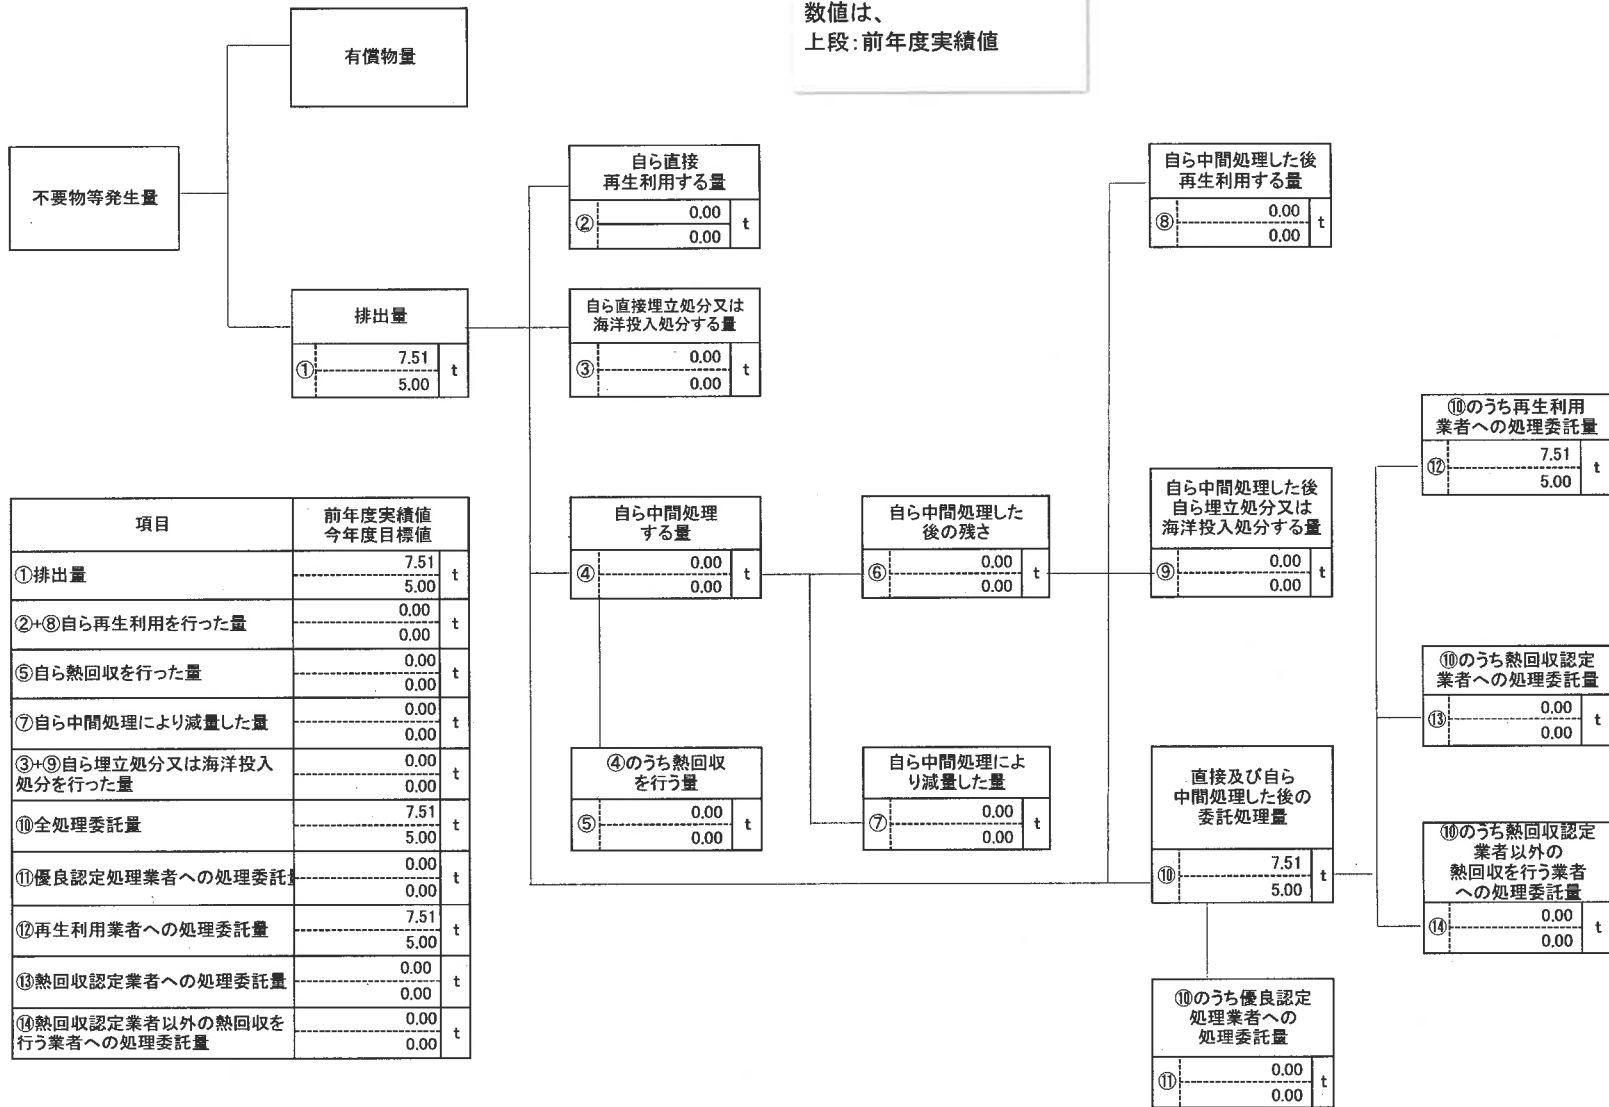 数値は、
上段:前年度実績値
有償物量
不要物等発生量
排出量
① 7.51 t
5.00
自ら直接
再生利用する量
② 0.00 t
0.00
自ら直接埋立処分又は
海洋投入処分する量
③ 0.00 t
0.00
自ら中間処理
する量
④ 0.00 t
0.00
④のうち熱回収
を行う量
⑤ 0.00 t
0.00
自ら中間処理した
後の残さ
⑥ 0.00 t
0.00
自ら中間処理によ
り減量した量
⑦ 0.00 t
0.00
自ら中間処理した後
再生利用する量
⑧ 0.00 t
0.00
自ら中間処理した後
自ら埋立処分又は
海洋投入処分する量
⑨ 0.00 t
0.00
直接及び自ら
中間処理した後の
委託処理量
⑩ 7.51 t
5.00
⑩のうち優良認定
処理業者への
処理委託量
⑪ 0.00 t
0.00
⑩のうち再生利用
業者への処理委託量
⑫ 7.51 t
5.00
⑩のうち熱回収認定
業者への処理委託量
⑬ 0.00 t
0.00
⑩のうち熱回収認定
業者以外の
熱回収を行う業者
への処理委託量
⑭ 0.00 t
0.00
項目 前年度実績値
今年度目標値
①排出量 7.51 t
5.00
②+⑧自ら再生利用を行った量 0.00 t
0.00
⑤自ら熱回収を行った量 0.00 t
0.00
⑦自ら中間処理により減量した量 0.00 t
0.00
③+⑨自ら埋立処分又は海洋投入 0.00 t
処分を行った量 0.00
⑩全処理委託量 7.51 t
5.00
⑪優良認定処理業者への処理委託量 0.00 t
0.00
⑫再生利用業者への処理委託量 7.51 t
5.00
⑬熱回収認定業者への処理委託量 0.00 t
0.00
⑭熱回収認定業者以外の熱回収を 0.00 t
行う業者への処理委託量 0.00